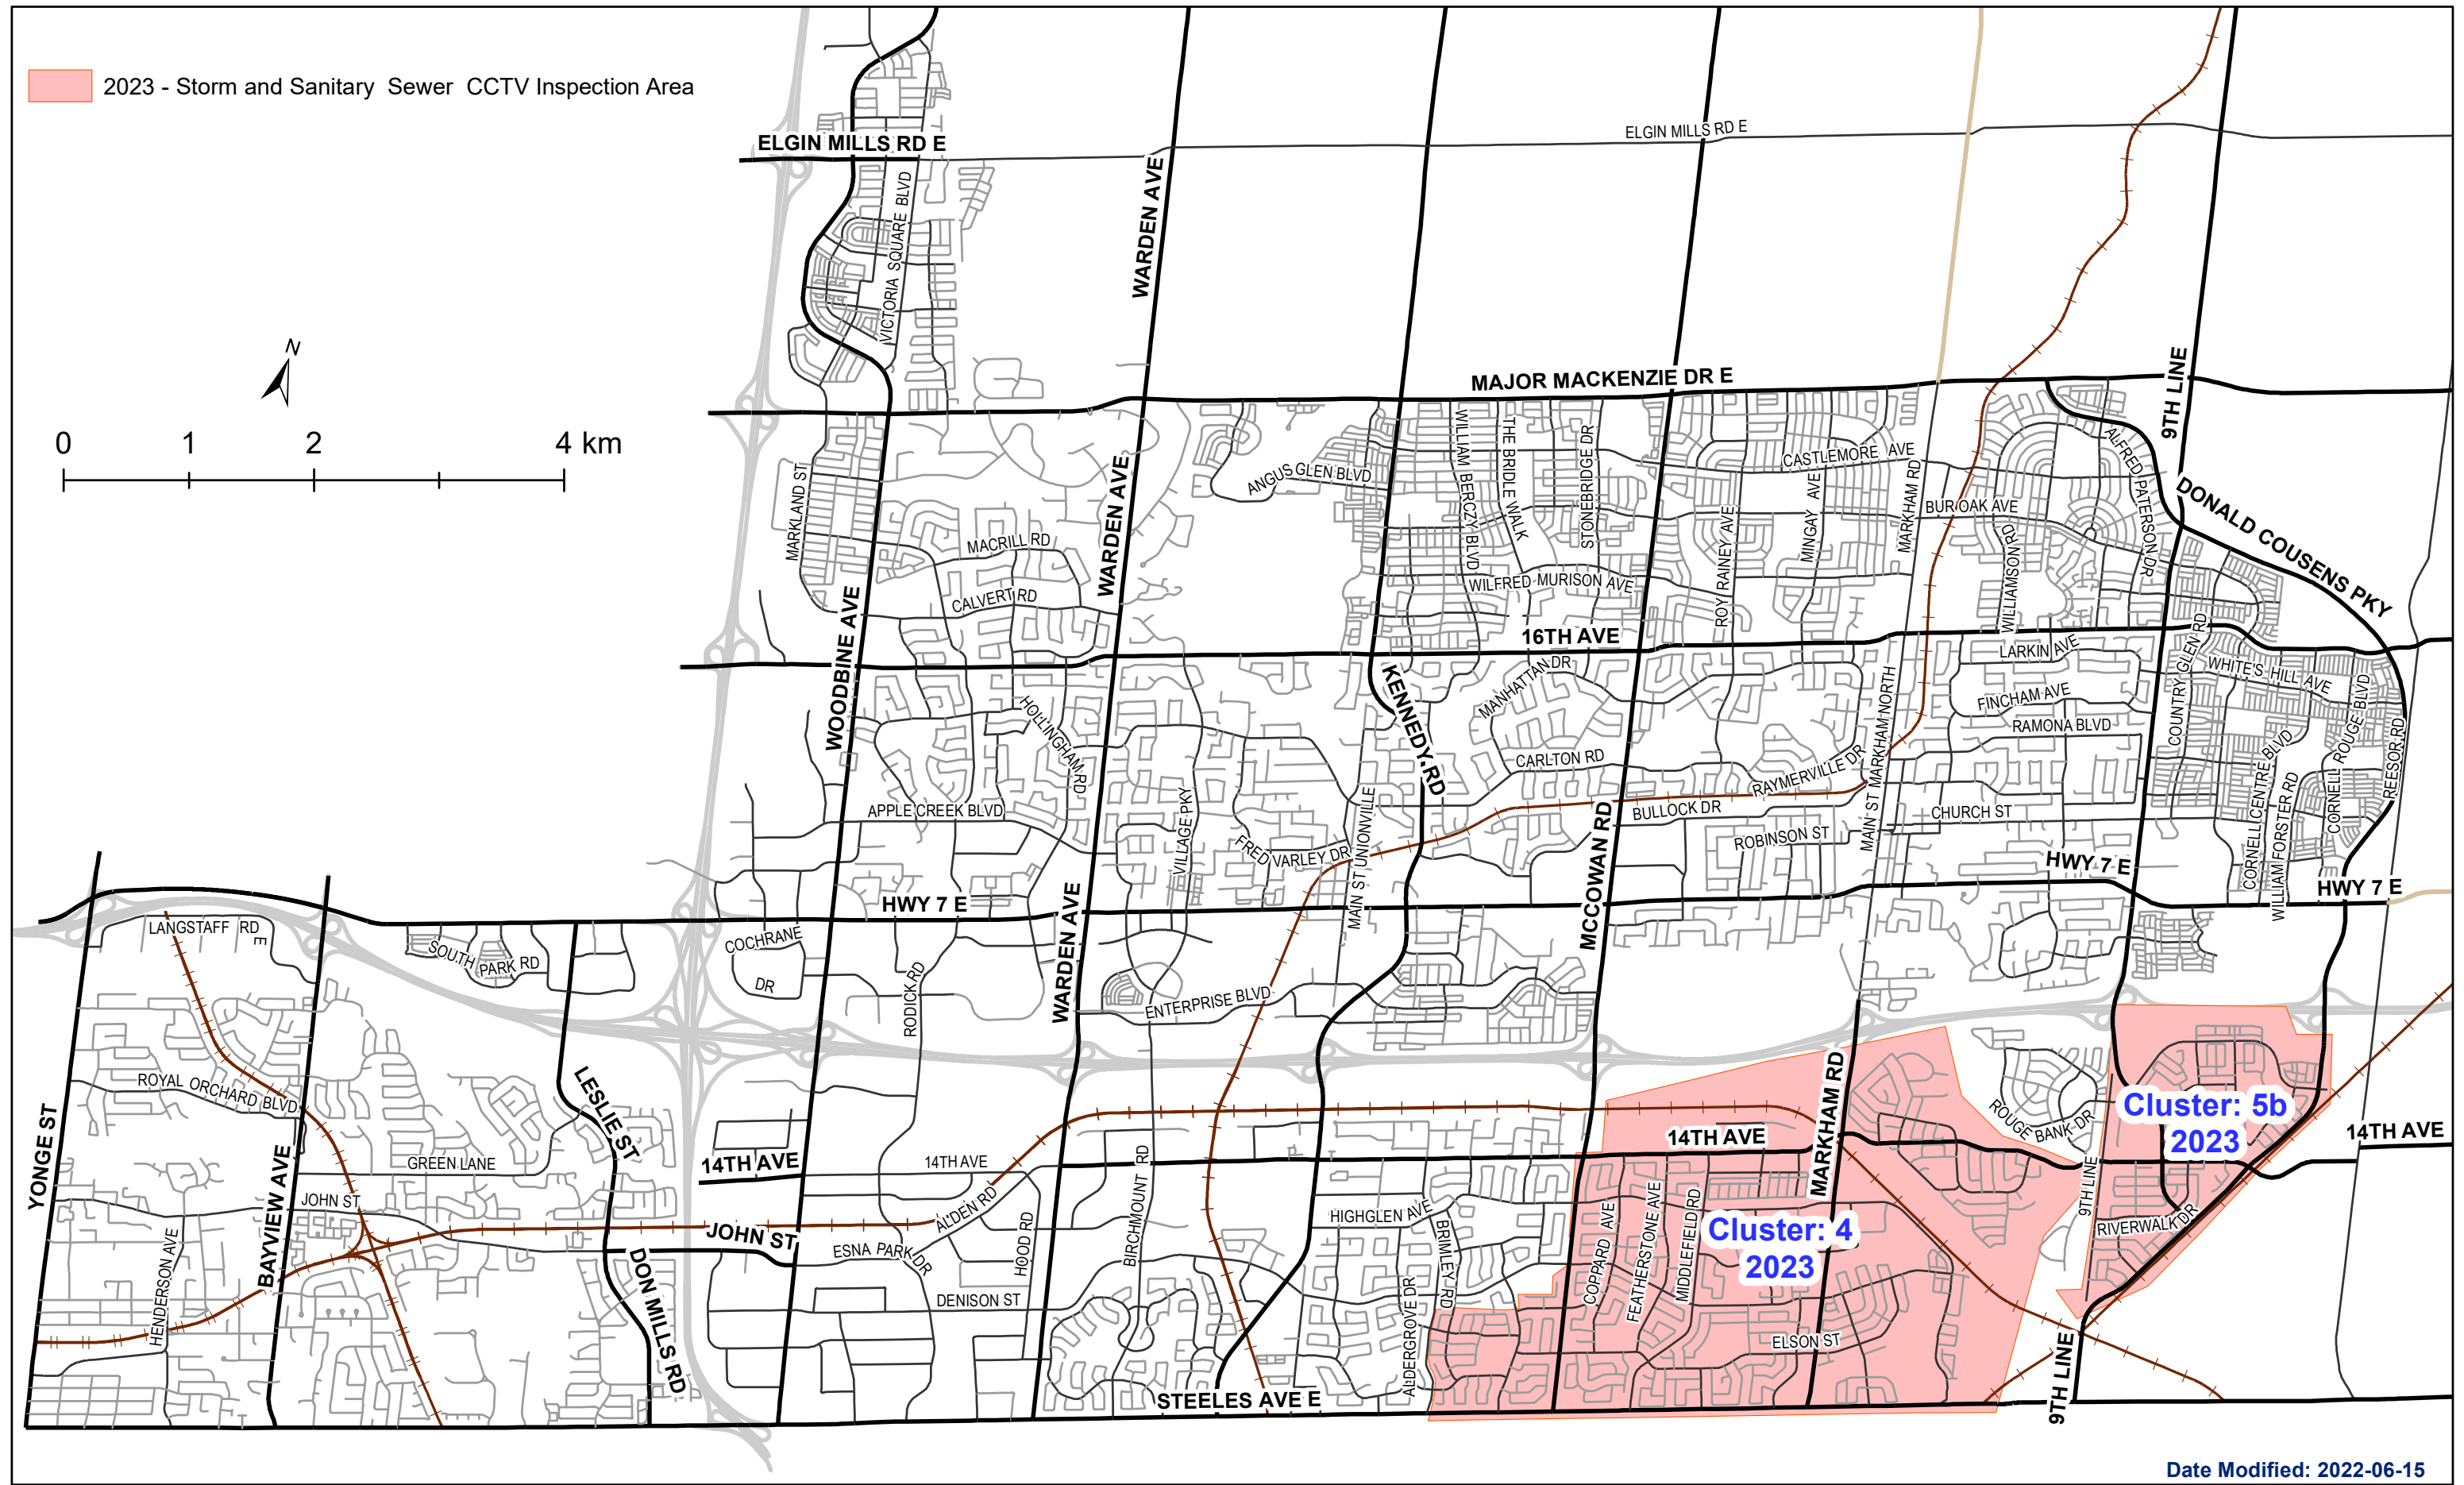 2023 - Storm and Sanitary  Sewer  CCTV Inspection Area
N
0 1 2 4 km
ELGIN MILLS RD E
ELGIN MILLS RD E
VICTORIA SQUARE BLVD
WARDEN AVE
MAJOR MACKENZIE DR E
9TH LINE
MARKLAND ST
WARDEN AVE
ANGUS GLEN BLVD
WILLIAM BERCZY BLVD
THE BRIDLE WALK
STONEBRIDGE DR
CASTLEMORE AVE
MINGAY AVE
MARKHAM RD
BUR OAK AVE
ALFRED PATERSON DR
DONALD COUSENS PKY
MACRILL RD
CALVERT RD
WILFRED MURISON AVE
ROY RAINEY AVE
WILLIAMSON RD
WOODBINE AVE
16TH AVE
KENNEDY RD
MANHATTAN DR
LARKIN AVE
COUNTRY GLEN RD
WHITE'S HILL AVE
FINCHAM AVE
RAMONA BLVD
HOLLINGHAM RD
CARLTON RD
RAYMERVILLE DR
MAIN ST MARKHAM NORTH
CORNELL CENTRE BLVD
CORNELL ROUGE BLVD
REESOR RD
WILLIAM FORSTER RD
APPLE CREEK BLVD
VILLAGE PKY
FRED VARLEY DR
MAIN ST UNIONVILLE
BULLOCK DR
ROBINSON ST
CHURCH ST
MCCOWAN RD
HWY 7 E
HWY 7 E
HWY 7 E
WARDEN AVE
LANGSTAFF RD E
SOUTH PARK RD
COCHRANE DR
RODICK RD
ENTERPRISE BLVD
ROYAL ORCHARD BLVD
LESLIE ST
YONGE ST
BAYVIEW AVE
GREEN LANE
JOHN ST
HENDERSON AVE
14TH AVE
14TH AVE
ALDEN RD
JOHN ST
ESNA PARK DR
HOOD RD
DON MILLS RD
DENISON ST
BIRCHMOUNT RD
HIGHGLEN AVE
BRIMLEY RD
ALDERGROVE DR
STEELES AVE E
14TH AVE
MARKHAM RD
COPPARD AVE
FEATHERSTONE AVE
MIDDLEFIELD RD
Cluster: 4
2023
ELSON ST
ROUGE BANK DR
Cluster: 5b
2023
14TH AVE
9TH LINE
RIVERWALK DR
9TH LINE
Date Modified: 2022-06-15